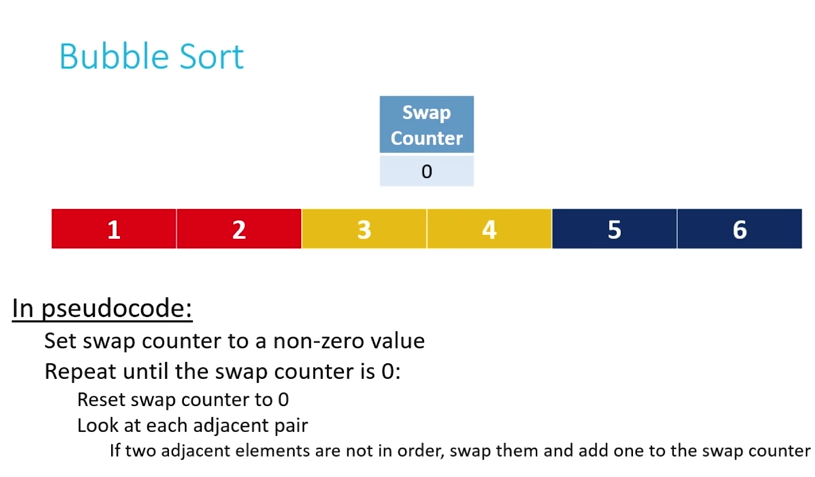 Bubble Sort
Swap
Counter
0
1 2 3 4 5 6
In pseudocode:
Set swap counter to a non-zero value
Repeat until the swap counter is 0:
Reset swap counter to 0
Look at each adjacent pair
If two adjacent elements are not in order, swap them and add one to the swap counter